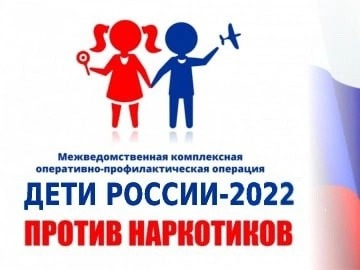 Межведомственная комплексная
оперативно-профилактическая операция
ДЕТИ РОССИИ-2022
ПРОТИВ НАРКОТИКОВ